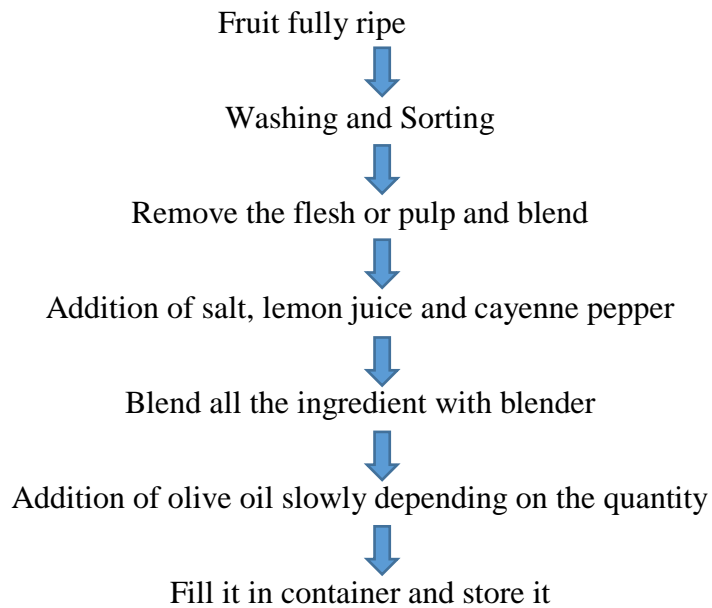 Fruit fully ripe
Washing and Sorting
Remove the flesh or pulp and blend
Addition of salt, lemon juice and cayenne pepper
Blend all the ingredient with blender
Addition of olive oil slowly depending on the quantity
Fill it in container and store it